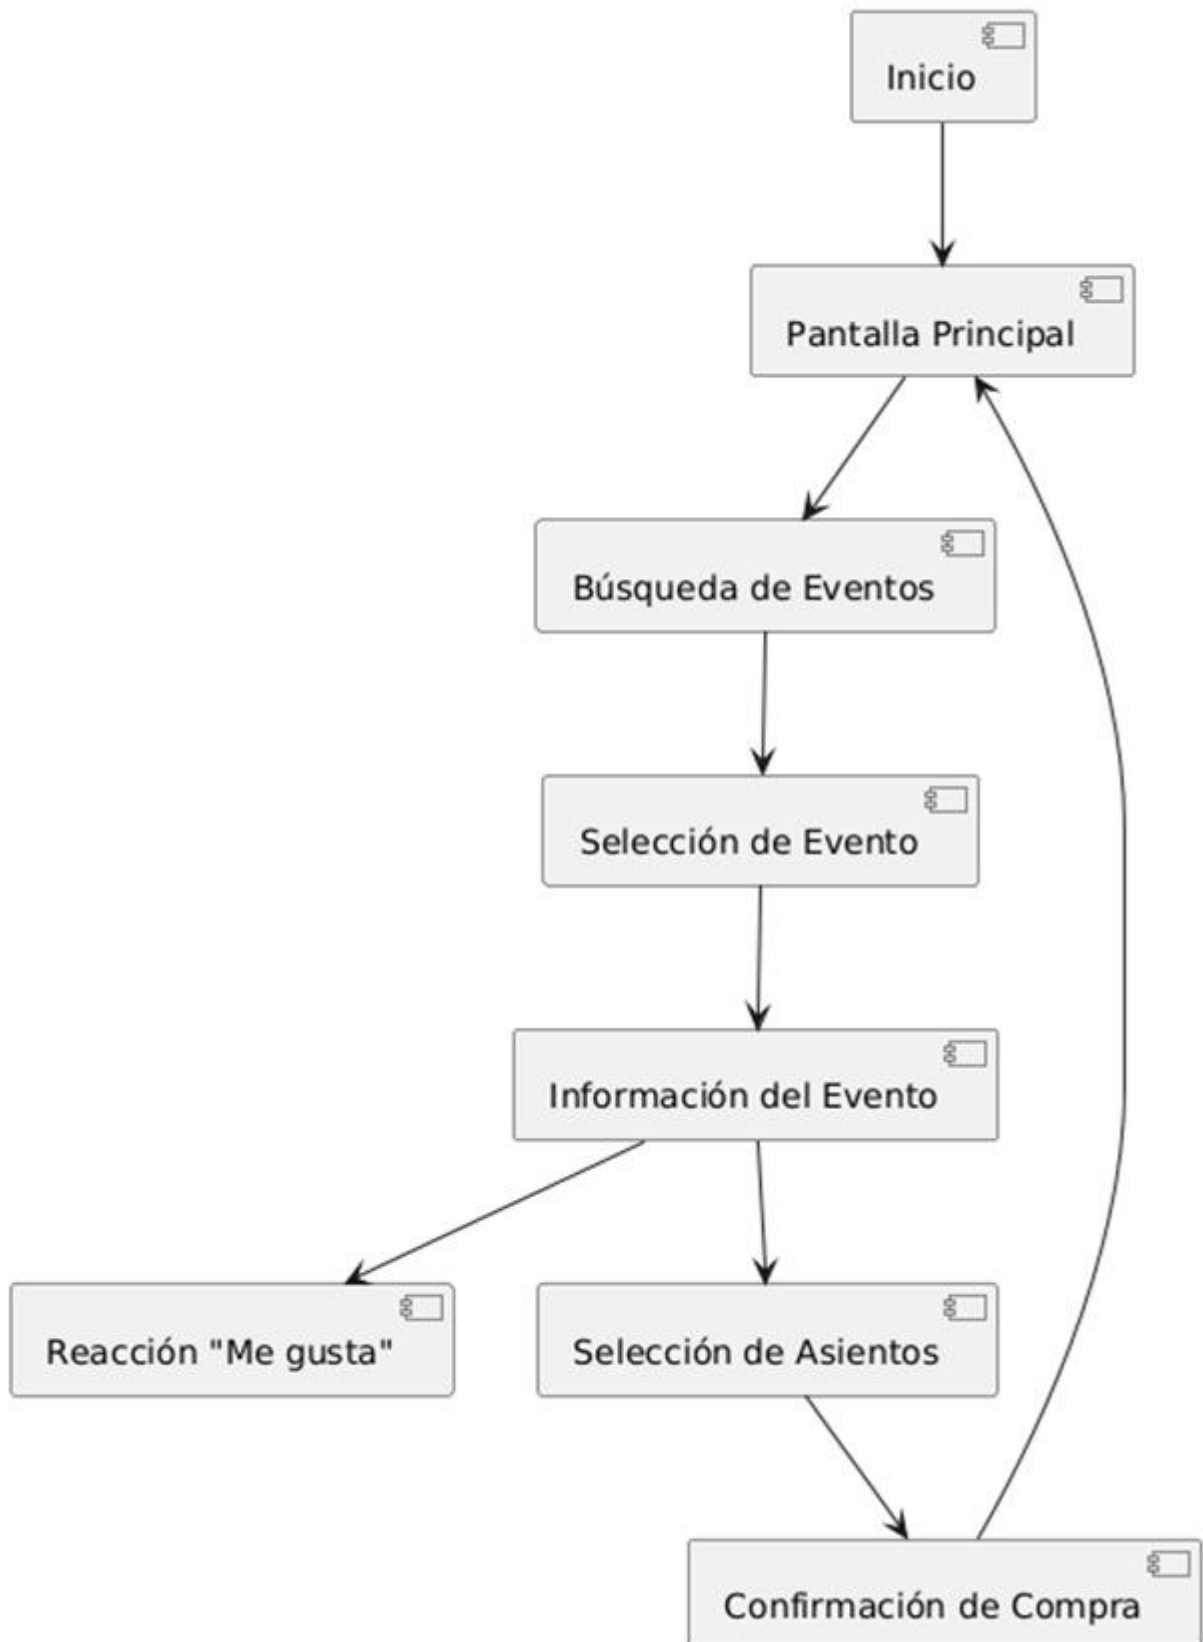 Inicio
Pantalla Principal
Búsqueda de Eventos
Selección de Evento
Información del Evento
Reacción "Me gusta"
Selección de Asientos
Confirmación de Compra